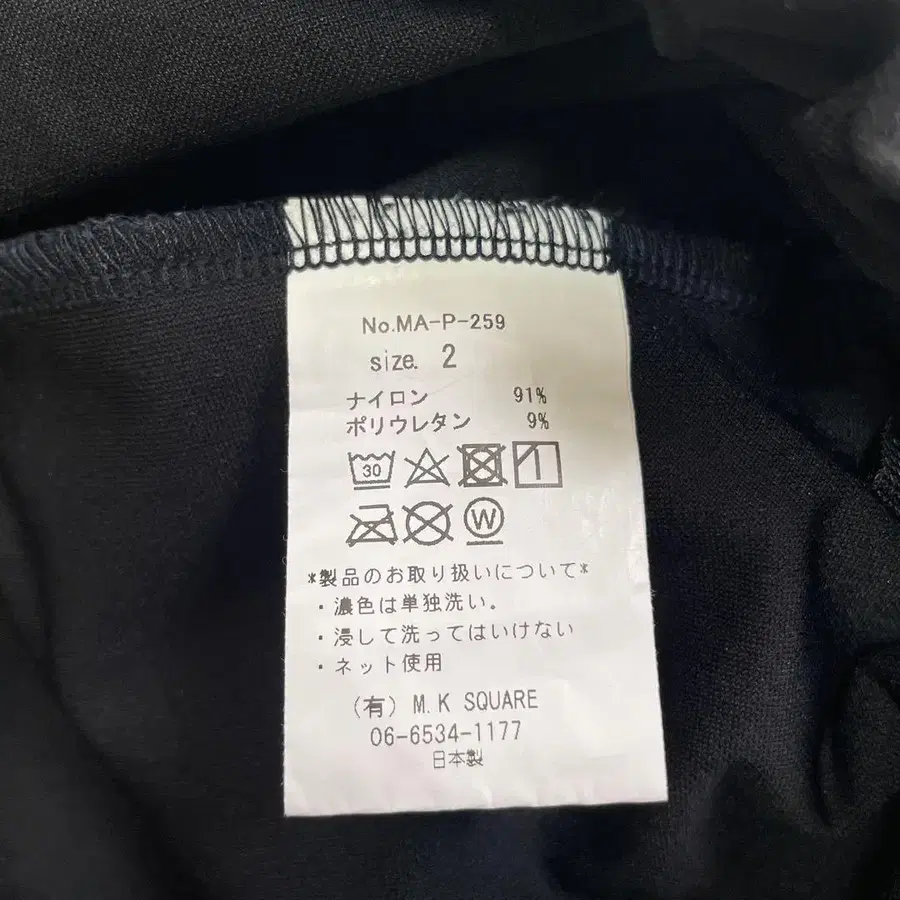 No.MA-P-259
size. 2
ナイロン 91%
ポリウレタン 9%
30
W
*製品のお取り扱いについて*
・濃色は単独洗い。
・浸して洗ってはいけない
・ネット使用
(有) M.K SQUARE
06-6534-1177
日本製